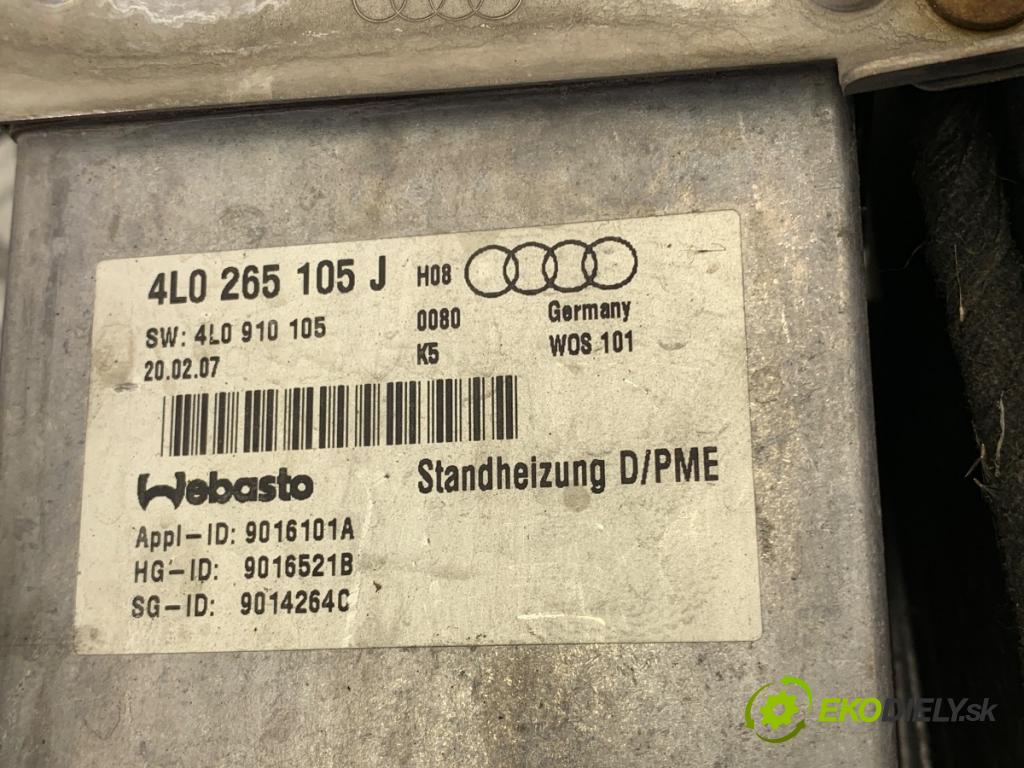 4L0 265 105 J H08
SW: 4L0 910 105 0080 Germany
20.02.07 K5 WOS 101
Webasto Standheizung D/PME
Appl-ID: 9016101A
HG-ID: 9016521B
SG-ID: 9014264C
EKODIELY.sk